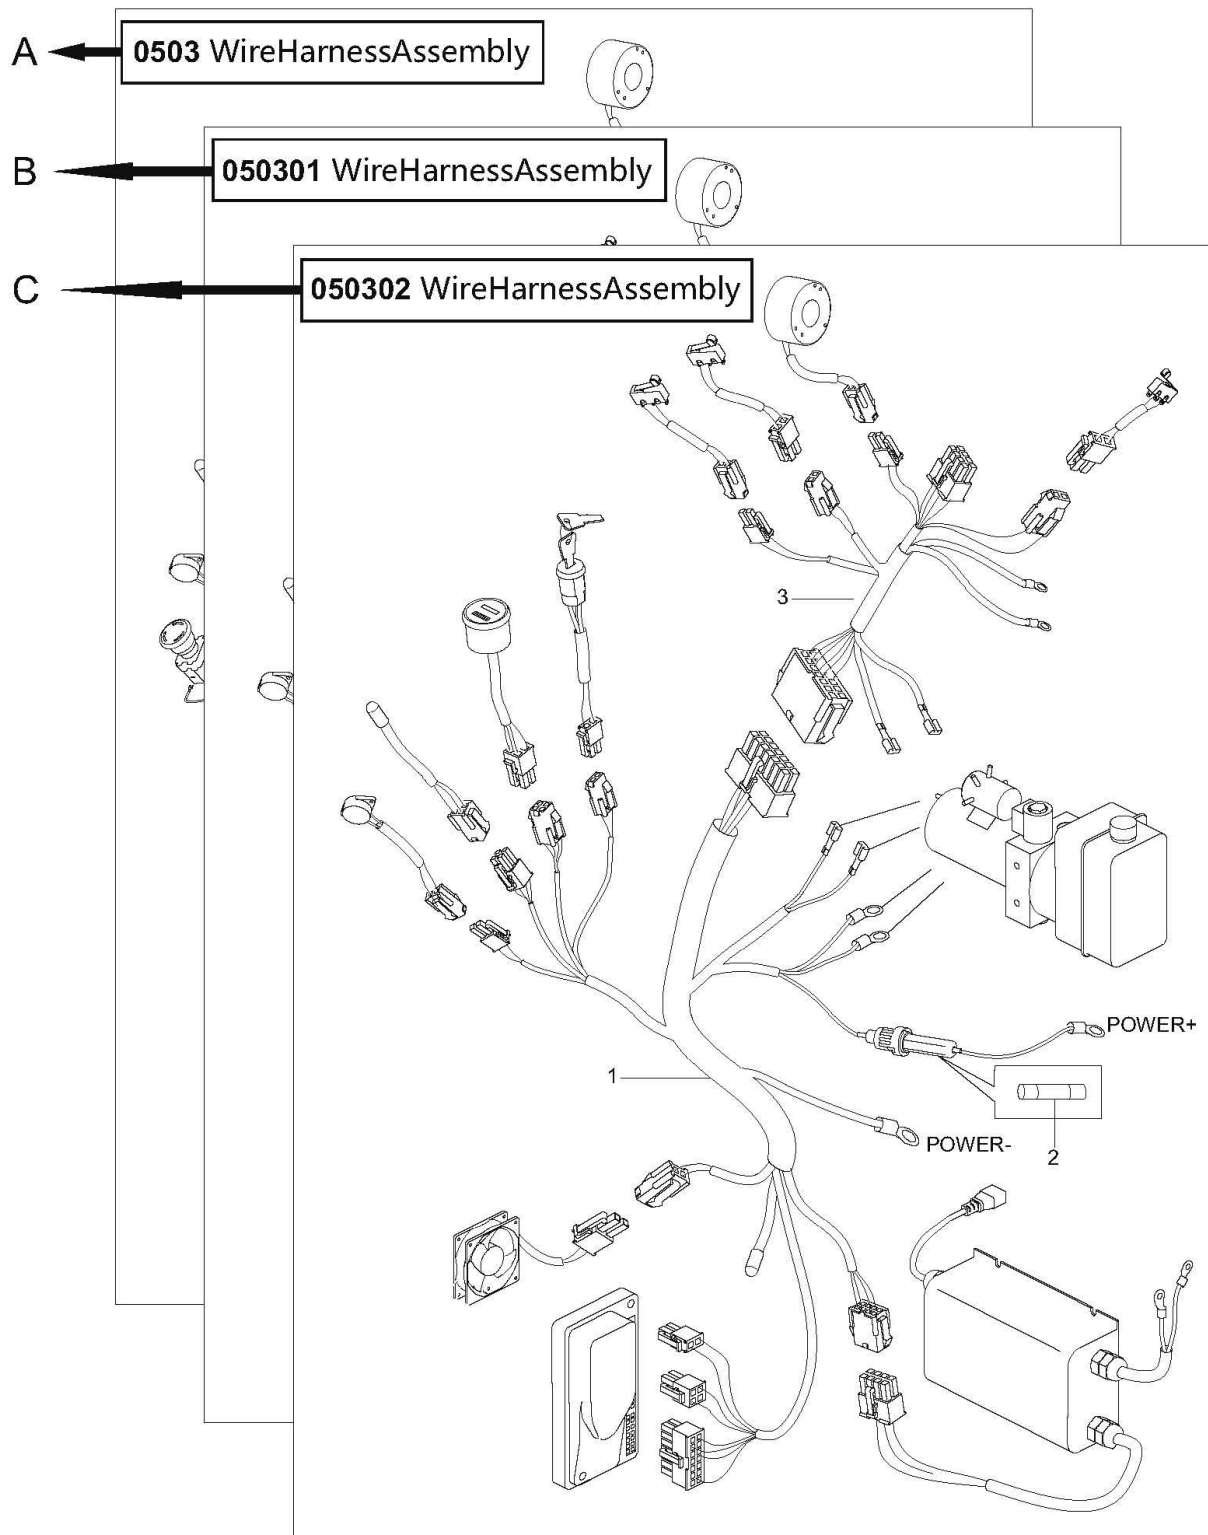 A 0503 WireHarnessAssembly
B 050301 WireHarnessAssembly
C 050302 WireHarnessAssembly
3
POWER+
1
POWER-
2